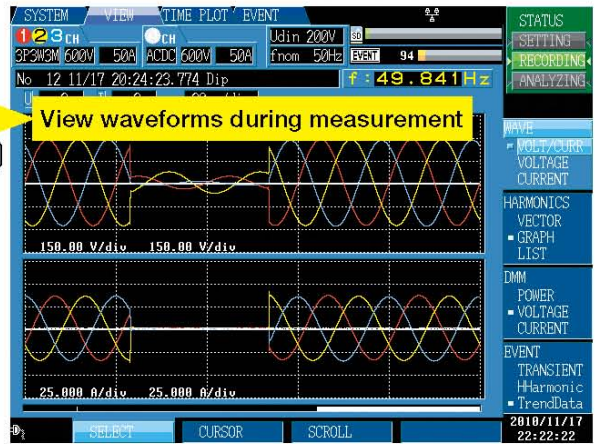 SYSTEM VIEW TIME PLOT EVENT
1 2 3 CH CH Udin 200V SD
3P3W3M 600V 50A ACDC 600V 50A fnom 50Hz EVENT 94
No 12 11/17 20:24:23.774 Dip f:49.841Hz
View waveforms during measurement
150.00 V/div 150.00 V/div
25.000 A/div 25.000 A/div
SELECT CURSOR SCROLL
STATUS
SETTING
RECORDING
ANALYZING
WAVE
VOLT/CURR
VOLTAGE
CURRENT
HARMONICS
VECTOR
GRAPH
LIST
DMM
POWER
VOLTAGE
CURRENT
EVENT
TRANSIENT
HHarmonic
TrendData
2010/11/17
22:22:22